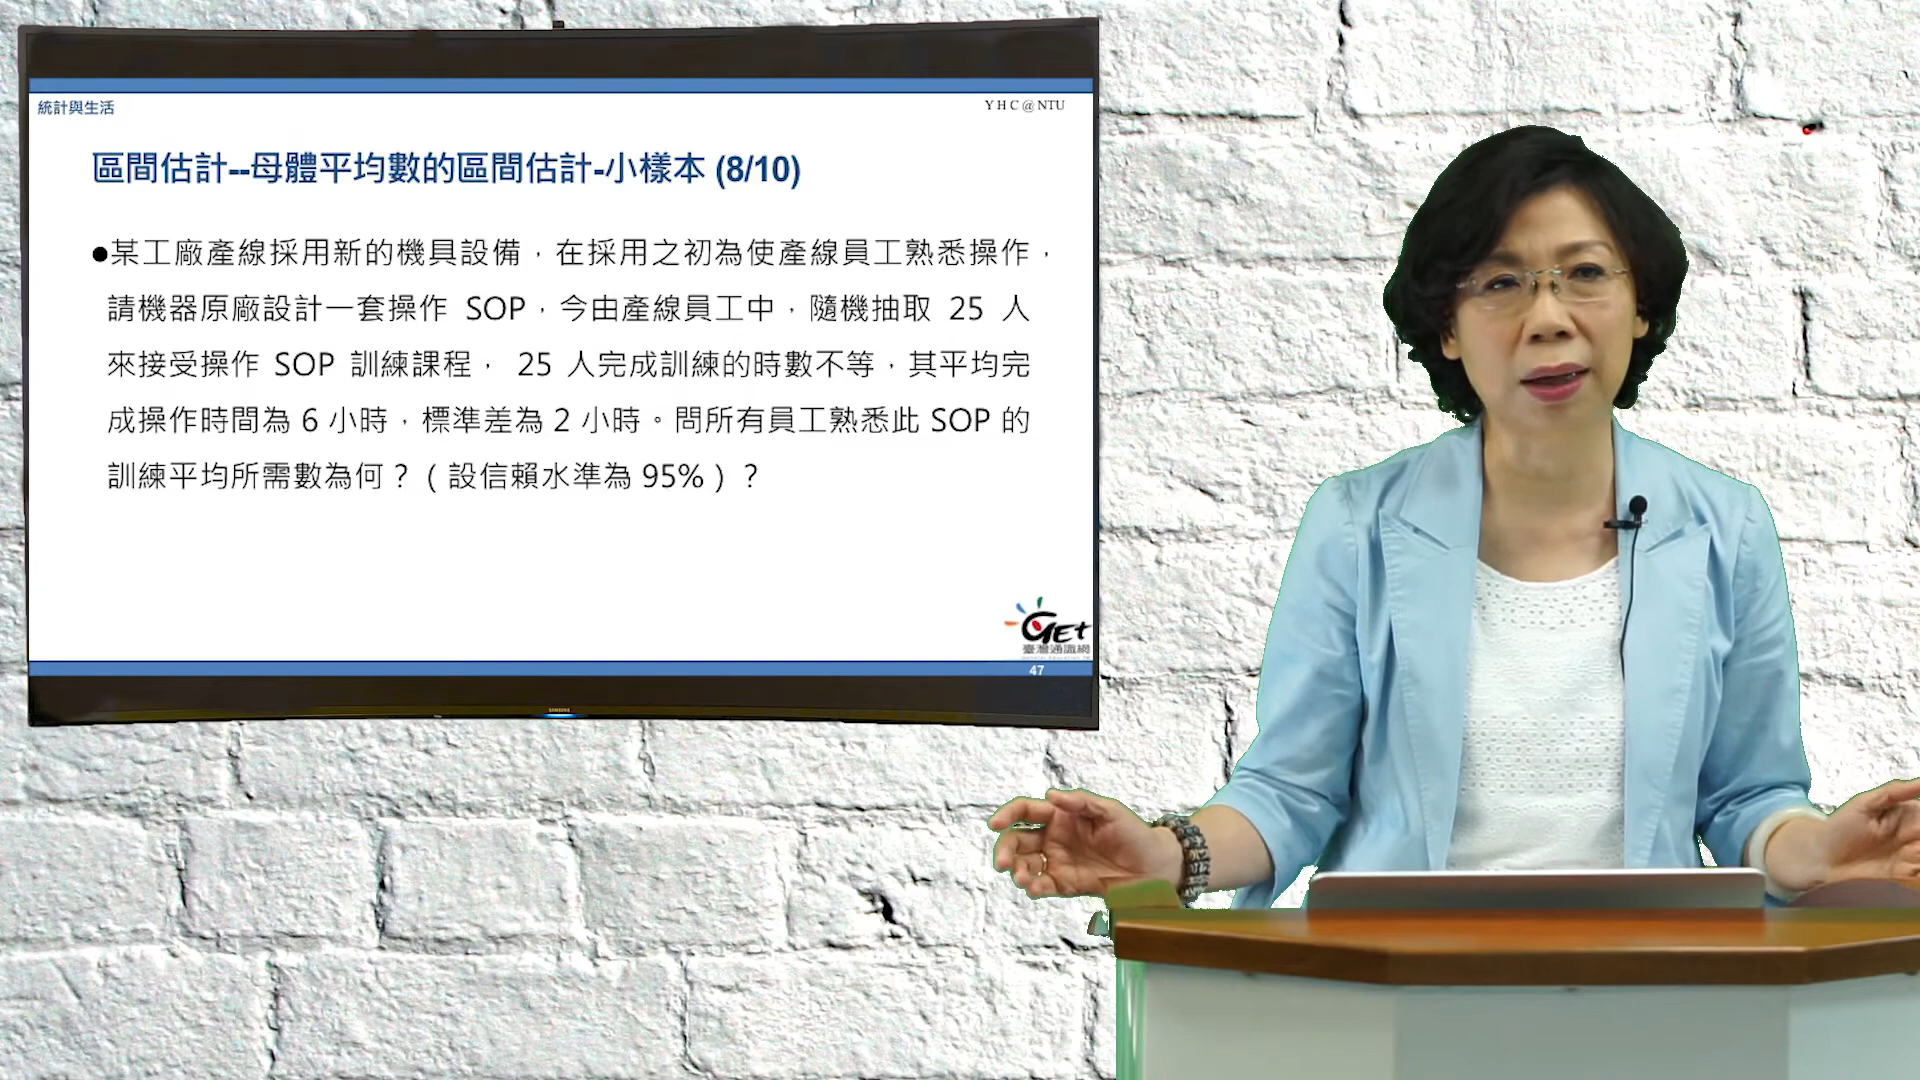 統計與生活
Y H C @ NTU
區間估計--母體平均數的區間估計-小樣本 (8/10)
●某工廠產線採用新的機具設備，在採用之初為使產線員工熟悉操作，
請機器原廠設計一套操作 SOP，今由產線員工中，隨機抽取 25 人
來接受操作 SOP 訓練課程， 25 人完成訓練的時數不等，其平均完
成操作時間為 6 小時，標準差為 2 小時。問所有員工熟悉此 SOP 的
訓練平均所需數為何？（設信賴水準為 95%）？
GEt
臺灣通識網
47
SAMSUNG